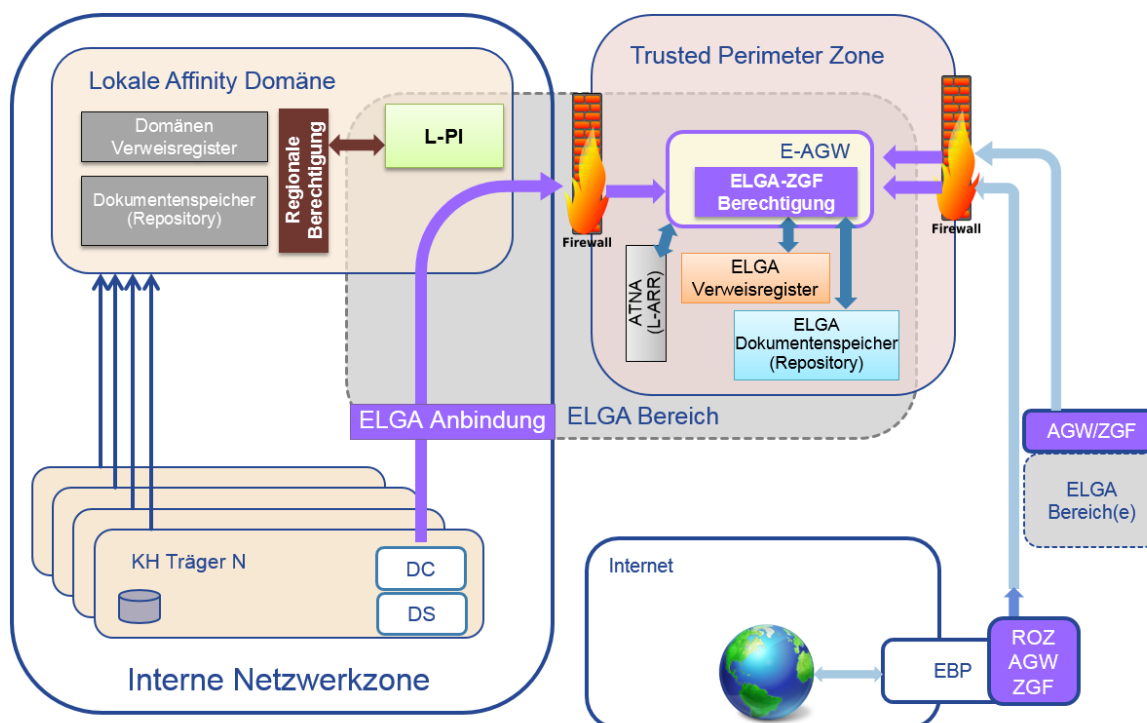 Lokale Affinity Domäne
Domänen
Verweisregister
Dokumentenspeicher
(Repository)
Regionale
Berechtigung
L-PI
Trusted Perimeter Zone
E-AGW
ELGA-ZGF
Berechtigung
Firewall
Firewall
ATNA
(L-ARR)
ELGA
Verweisregister
ELGA
Dokumentenspeicher
(Repository)
ELGA Anbindung
ELGA Bereich
AGW/ZGF
ELGA
Bereich(e)
KH Träger N
DC
DS
Interne Netzwerkzone
Internet
EBP
ROZ
AGW
ZGF